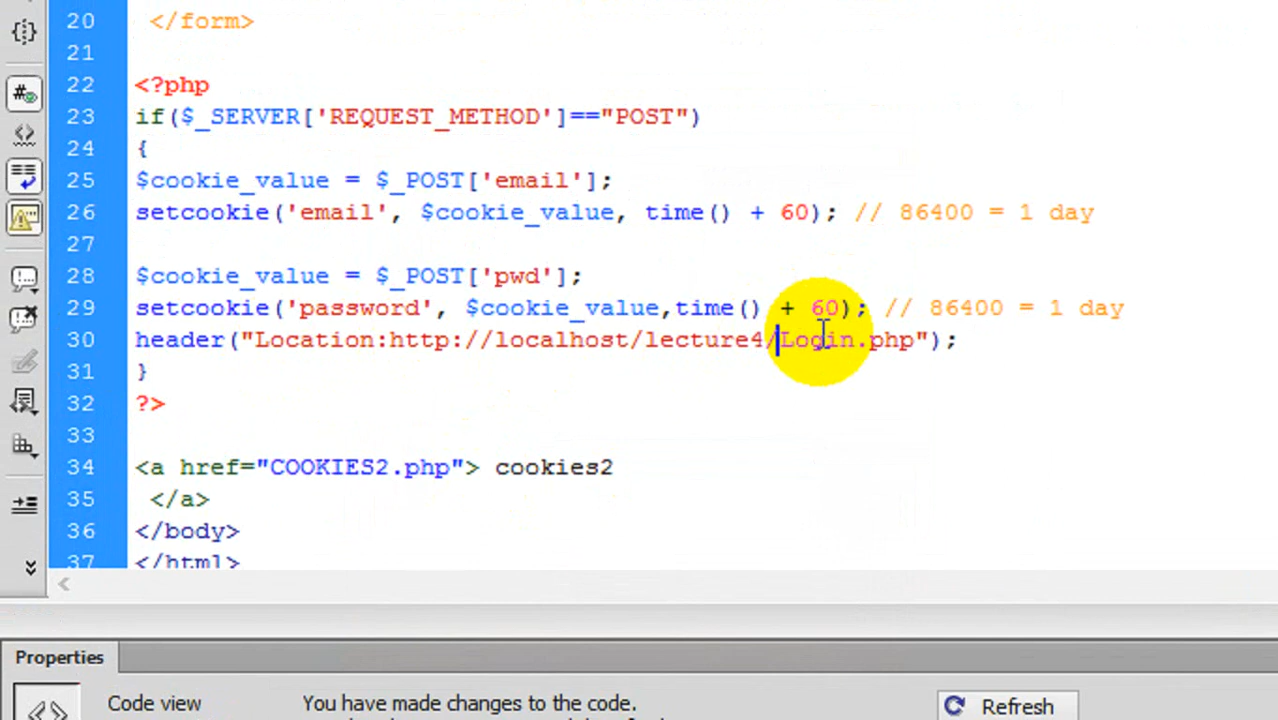 20 </form>
21
22 <?php
23 if($_SERVER['REQUEST_METHOD']=="POST")
24 {
25 $cookie_value = $_POST['email'];
26 setcookie('email', $cookie_value, time() + 60); // 86400 = 1 day
27
28 $cookie_value = $_POST['pwd'];
29 setcookie('password', $cookie_value,time() + 60); // 86400 = 1 day
30 header("Location:http://localhost/lecture4/Login.php");
31 }
32 ?>
33
34 <a href="COOKIES2.php"> cookies2
35 </a>
36 </body>
37 </html>
Properties
Code view
You have made changes to the code.
Refresh